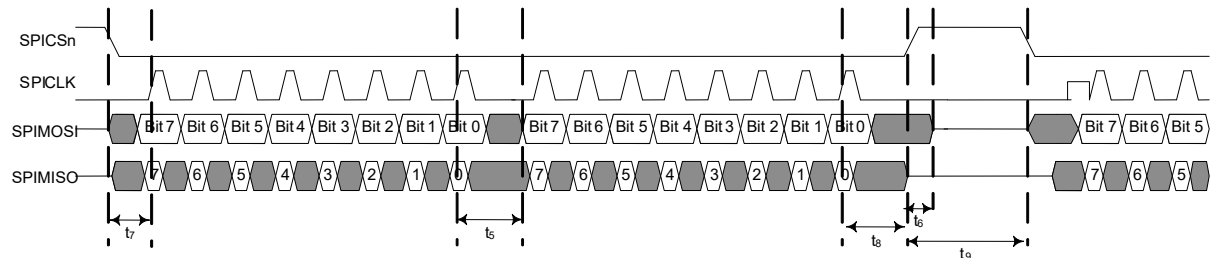 SPICSn
SPICLK
SPIMOSI Bit 7 Bit 6 Bit 5 Bit 4 Bit 3 Bit 2 Bit 1 Bit 0 Bit 7 Bit 6 Bit 5 Bit 4 Bit 3 Bit 2 Bit 1 Bit 0 Bit 7 Bit 6 Bit 5
SPIMISO 7 6 5 4 3 2 1 0 7 6 5 4 3 2 1 0 7 6 5
t7 t5 t8 t6
t9